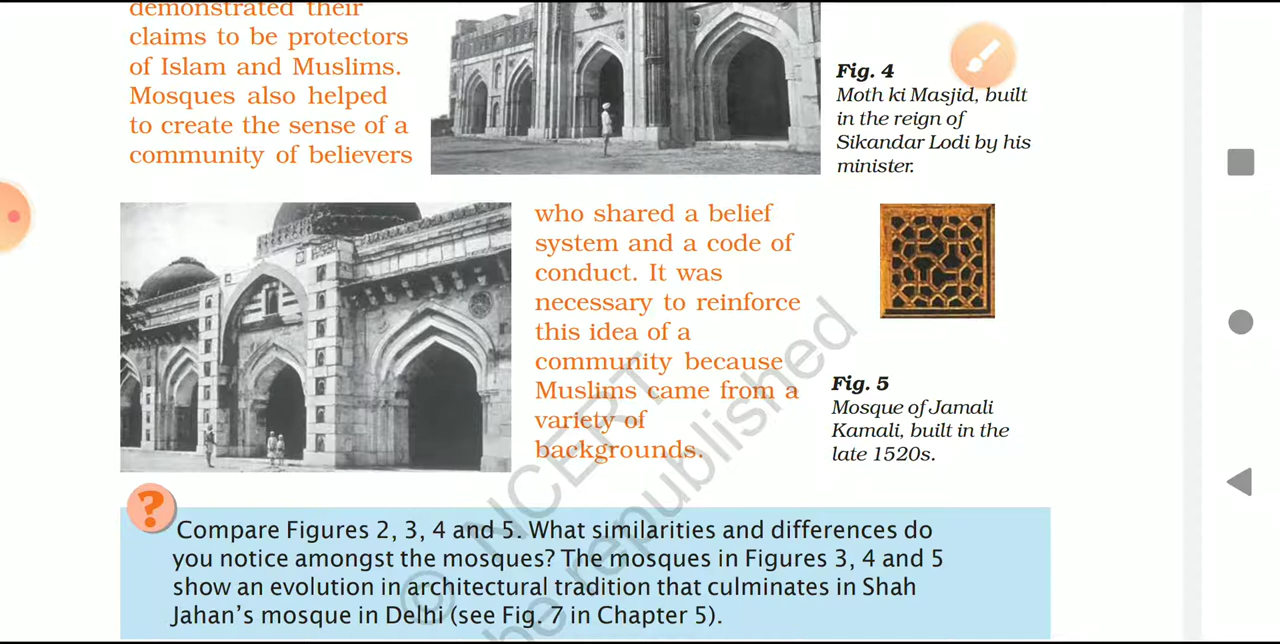 demonstrated their
claims to be protectors
of Islam and Muslims.
Mosques also helped
to create the sense of a
community of believers
Fig. 4
Moth ki Masjid, built
in the reign of
Sikandar Lodi by his
minister.
who shared a belief
system and a code of
conduct. It was
necessary to reinforce
this idea of a
community because
Muslims came from a
variety of
backgrounds.
Fig. 5
Mosque of Jamali
Kamali, built in the
late 1520s.
© NCERT
be republished
?
Compare Figures 2, 3, 4 and 5. What similarities and differences do
you notice amongst the mosques? The mosques in Figures 3, 4 and 5
show an evolution in architectural tradition that culminates in Shah
Jahan's mosque in Delhi (see Fig. 7 in Chapter 5).